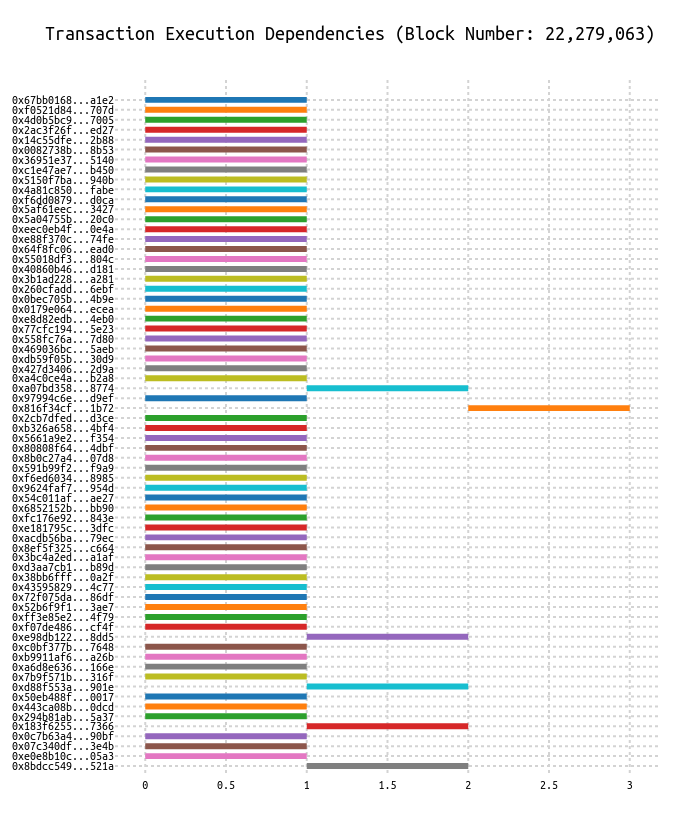 Transaction Execution Dependencies (Block Number: 22,279,063)
0x67bb0168...a1e2
0xf0521d84...707d
0x4d0b5bc9...7005
0x2ac3f26f...ed27
0x14c55dfe...2b88
0x0082738b...8b53
0x36951e37...5140
0xc1e47ae7...b450
0x5150f7ba...940b
0x4a81c850...fabe
0xf6dd0879...d0ca
0x5af61eec...3427
0x5a04755b...20c0
0xeec0eb4f...0e4a
0xe88f370c...74fe
0x64f8fc06...ead0
0x55018df3...804c
0x40860b46...d181
0x3b1ad228...a281
0x260cfadd...6ebf
0x0bec705b...4b9e
0x0179e064...ecea
0xe8d82edb...4eb0
0x77cfc194...5e23
0x558fc76a...7d80
0x469036bc...5aeb
0xdb59f05b...30d9
0x427d3406...2d9a
0xa4c0ce4a...b2a8
0xa07bd358...8774
0x97994c6e...d9ef
0x816f34cf...1b72
0x2cb7dfed...d3ce
0xb326a658...4bf4
0x5661a9e2...f354
0x80808f64...4dbf
0x8b0c27a4...07d8
0x591b99f2...f9a9
0xf6ed6034...8985
0x9624faf7...954d
0x54c011af...ae27
0x6852152b...bb90
0xfc176e92...843e
0xe181795c...3dfc
0xacdb56ba...79ec
0x8ef5f325...c664
0x3bc4a2ed...a1af
0xd3aa7cb1...b89d
0x38bb6fff...0a2f
0x43595829...4c77
0x72f075da...86df
0x52b6f9f1...3ae7
0xff3e85e2...4f79
0xf07de486...cf4f
0xe98db122...8dd5
0xc0bf377b...7648
0xb9911af6...a26b
0xa6d8e636...166e
0x7b9f571b...316f
0xd88f553a...901e
0x50eb488f...0017
0x443ca08b...0dcd
0x294b81ab...5a37
0x183f6255...7366
0x0c7b63a4...90bf
0x07c340df...3e4b
0xe0e8b10c...05a3
0x8bdcc549...521a
0 0.5 1 1.5 2 2.5 3